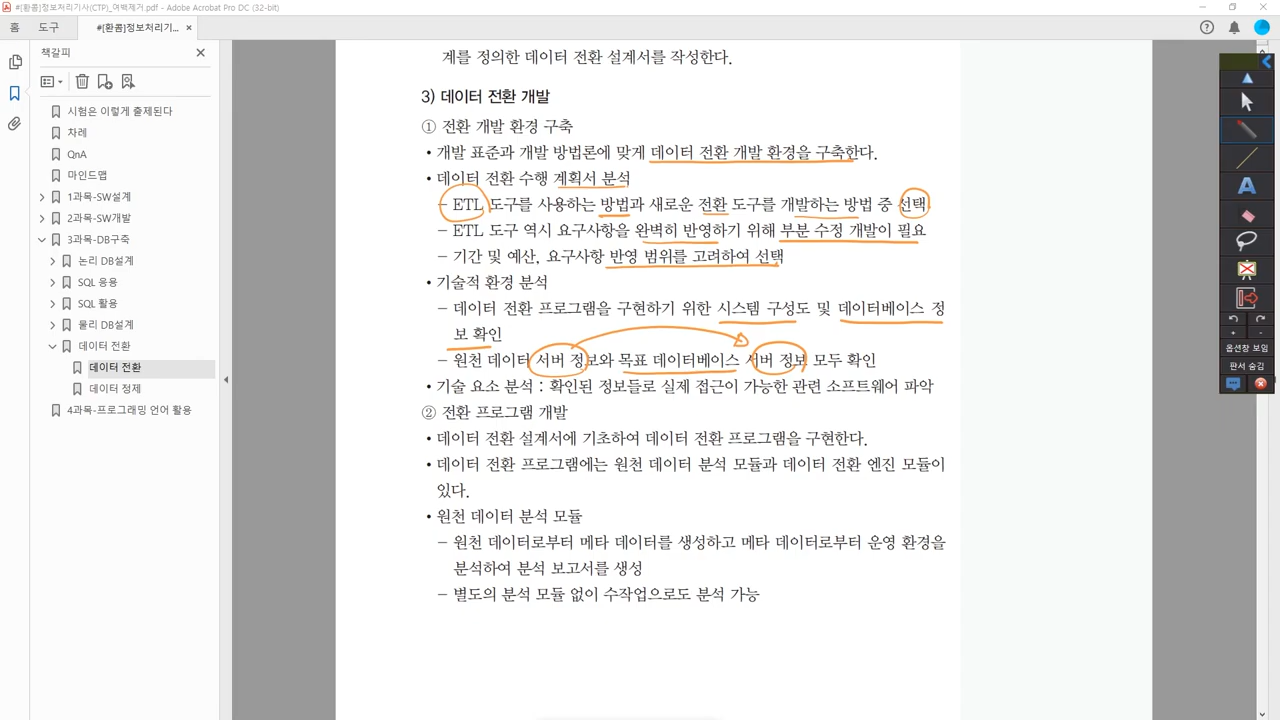 #[환콤]정보처리기사(CTP)_여백제거.pdf - Adobe Acrobat Pro DC (32-bit)
홈 도구 #[환콤]정보처리기... ×
책갈피
시험은 이렇게 출제된다
차례
QnA
마인드맵
1과목-SW설계
2과목-SW개발
3과목-DB구축
논리 DB설계
SQL 응용
SQL 활용
물리 DB설계
데이터 전환
데이터 전환
데이터 정제
4과목-프로그래밍 언어 활용
계를 정의한 데이터 전환 설계서를 작성한다.
3) 데이터 전환 개발
① 전환 개발 환경 구축
• 개발 표준과 개발 방법론에 맞게 데이터 전환 개발 환경을 구축한다.
• 데이터 전환 수행 계획서 분석
– ETL 도구를 사용하는 방법과 새로운 전환 도구를 개발하는 방법 중 선택
– ETL 도구 역시 요구사항을 완벽히 반영하기 위해 부분 수정 개발이 필요
– 기간 및 예산, 요구사항 반영 범위를 고려하여 선택
• 기술적 환경 분석
– 데이터 전환 프로그램을 구현하기 위한 시스템 구성도 및 데이터베이스 정
보 확인
– 원천 데이터 서버 정보와 목표 데이터베이스 서버 정보 모두 확인
• 기술 요소 분석 : 확인된 정보들로 실제 접근이 가능한 관련 소프트웨어 파악
② 전환 프로그램 개발
• 데이터 전환 설계서에 기초하여 데이터 전환 프로그램을 구현한다.
• 데이터 전환 프로그램에는 원천 데이터 분석 모듈과 데이터 전환 엔진 모듈이
있다.
• 원천 데이터 분석 모듈
– 원천 데이터로부터 메타 데이터를 생성하고 메타 데이터로부터 운영 환경을
분석하여 분석 보고서를 생성
– 별도의 분석 모듈 없이 수작업으로도 분석 가능
A
옵션창 보임
판서 숨김